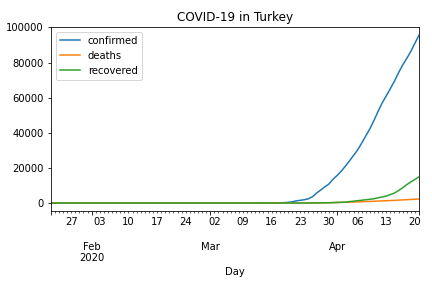 COVID-19 in Turkey
100000
80000
60000
40000
20000
0
confirmed
deaths
recovered
27 03 10 17 24 02 09 16 23 30 06 13 20
Feb Mar Apr
2020
Day